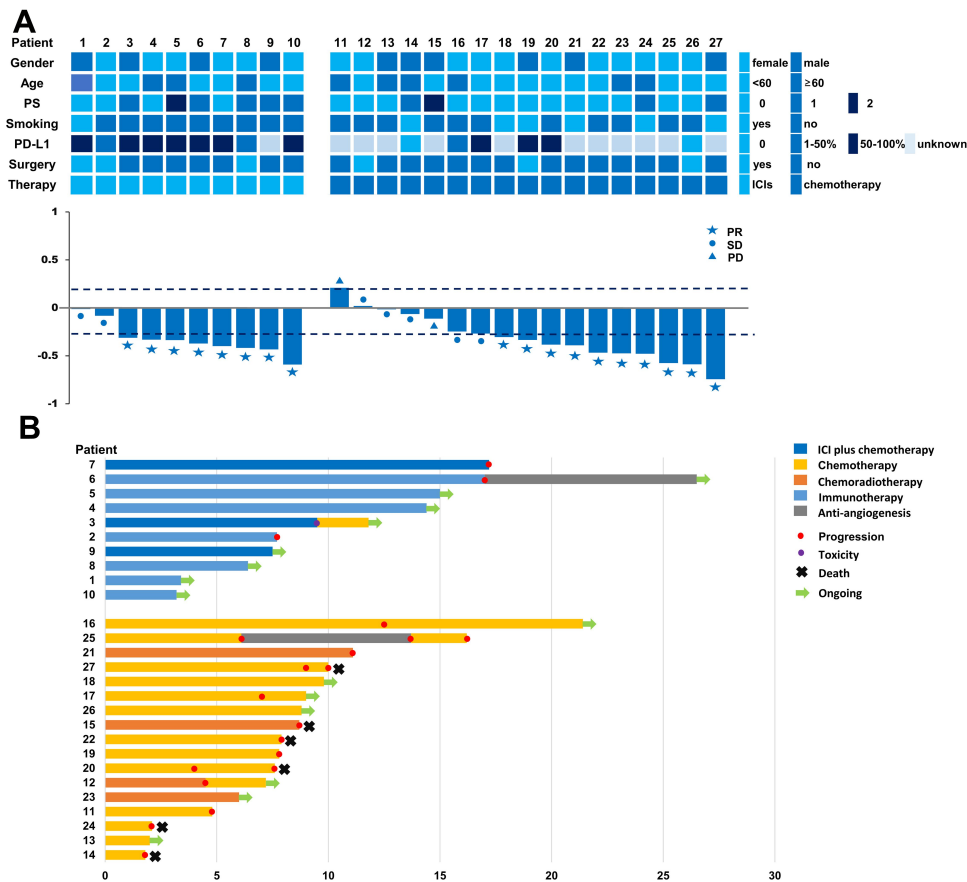 A
Patient 1 2 3 4 5 6 7 8 9 10 11 12 13 14 15 16 17 18 19 20 21 22 23 24 25 26 27
Gender female male
Age <60 ≥60
PS 0 1 2
Smoking yes no
PD-L1 0 1-50% 50-100% unknown
Surgery yes no
Therapy ICIs chemotherapy
1
PR
SD
PD
0.5
0
-0.5
-1
B
Patient
7
6
5
4
3
2
9
8
1
10
16
25
21
27
18
17
26
15
22
19
20
12
23
11
24
13
14
ICI plus chemotherapy
Chemotherapy
Chemoradiotherapy
Immunotherapy
Anti-angiogenesis
Progression
Toxicity
Death
Ongoing
0 5 10 15 20 25 30